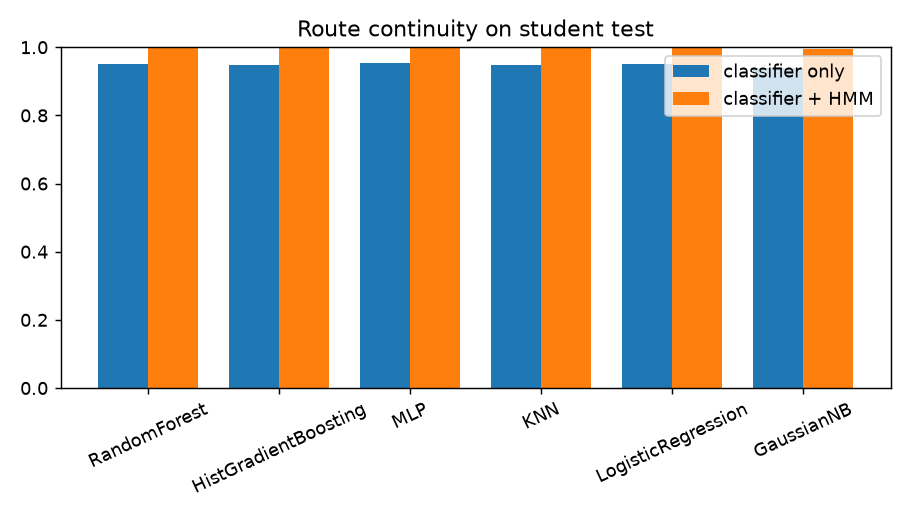 Route continuity on student test
classifier only
classifier + HMM
1.0
0.8
0.6
0.4
0.2
0.0
RandomForest
HistGradientBoosting
MLP
KNN
LogisticRegression
GaussianNB